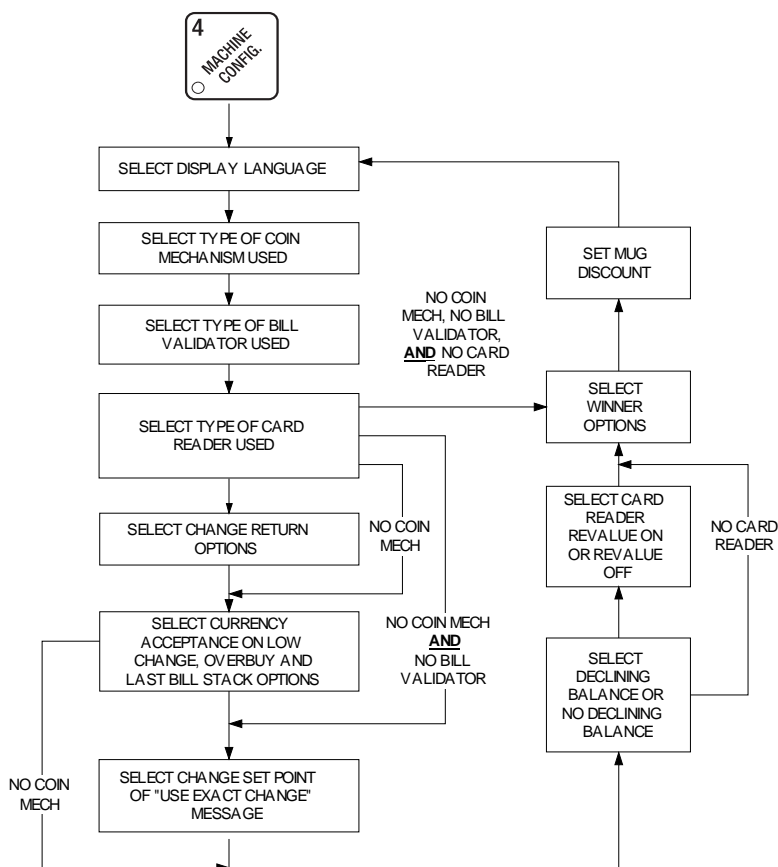 4
MACHINE
CONFIG.
SELECT DISPLAY LANGUAGE
SELECT TYPE OF COIN
MECHANISM USED
SELECT TYPE OF BILL
VALIDATOR USED
SELECT TYPE OF CARD
READER USED
SELECT CHANGE RETURN
OPTIONS
NO COIN
MECH
SELECT CURRENCY
ACCEPTANCE ON LOW
CHANGE, OVERBUY AND
LAST BILL STACK OPTIONS
NO COIN MECH
AND
NO BILL
VALIDATOR
NO COIN
MECH
SELECT CHANGE SET POINT
OF "USE EXACT CHANGE"
MESSAGE
NO COIN
MECH, NO BILL
VALIDATOR,
AND NO CARD
READER
SET MUG
DISCOUNT
SELECT
WINNER
OPTIONS
SELECT CARD
READER
REVALUE ON
OR REVALUE
OFF
NO CARD
READER
SELECT
DECLINING
BALANCE OR
NO DECLINING
BALANCE